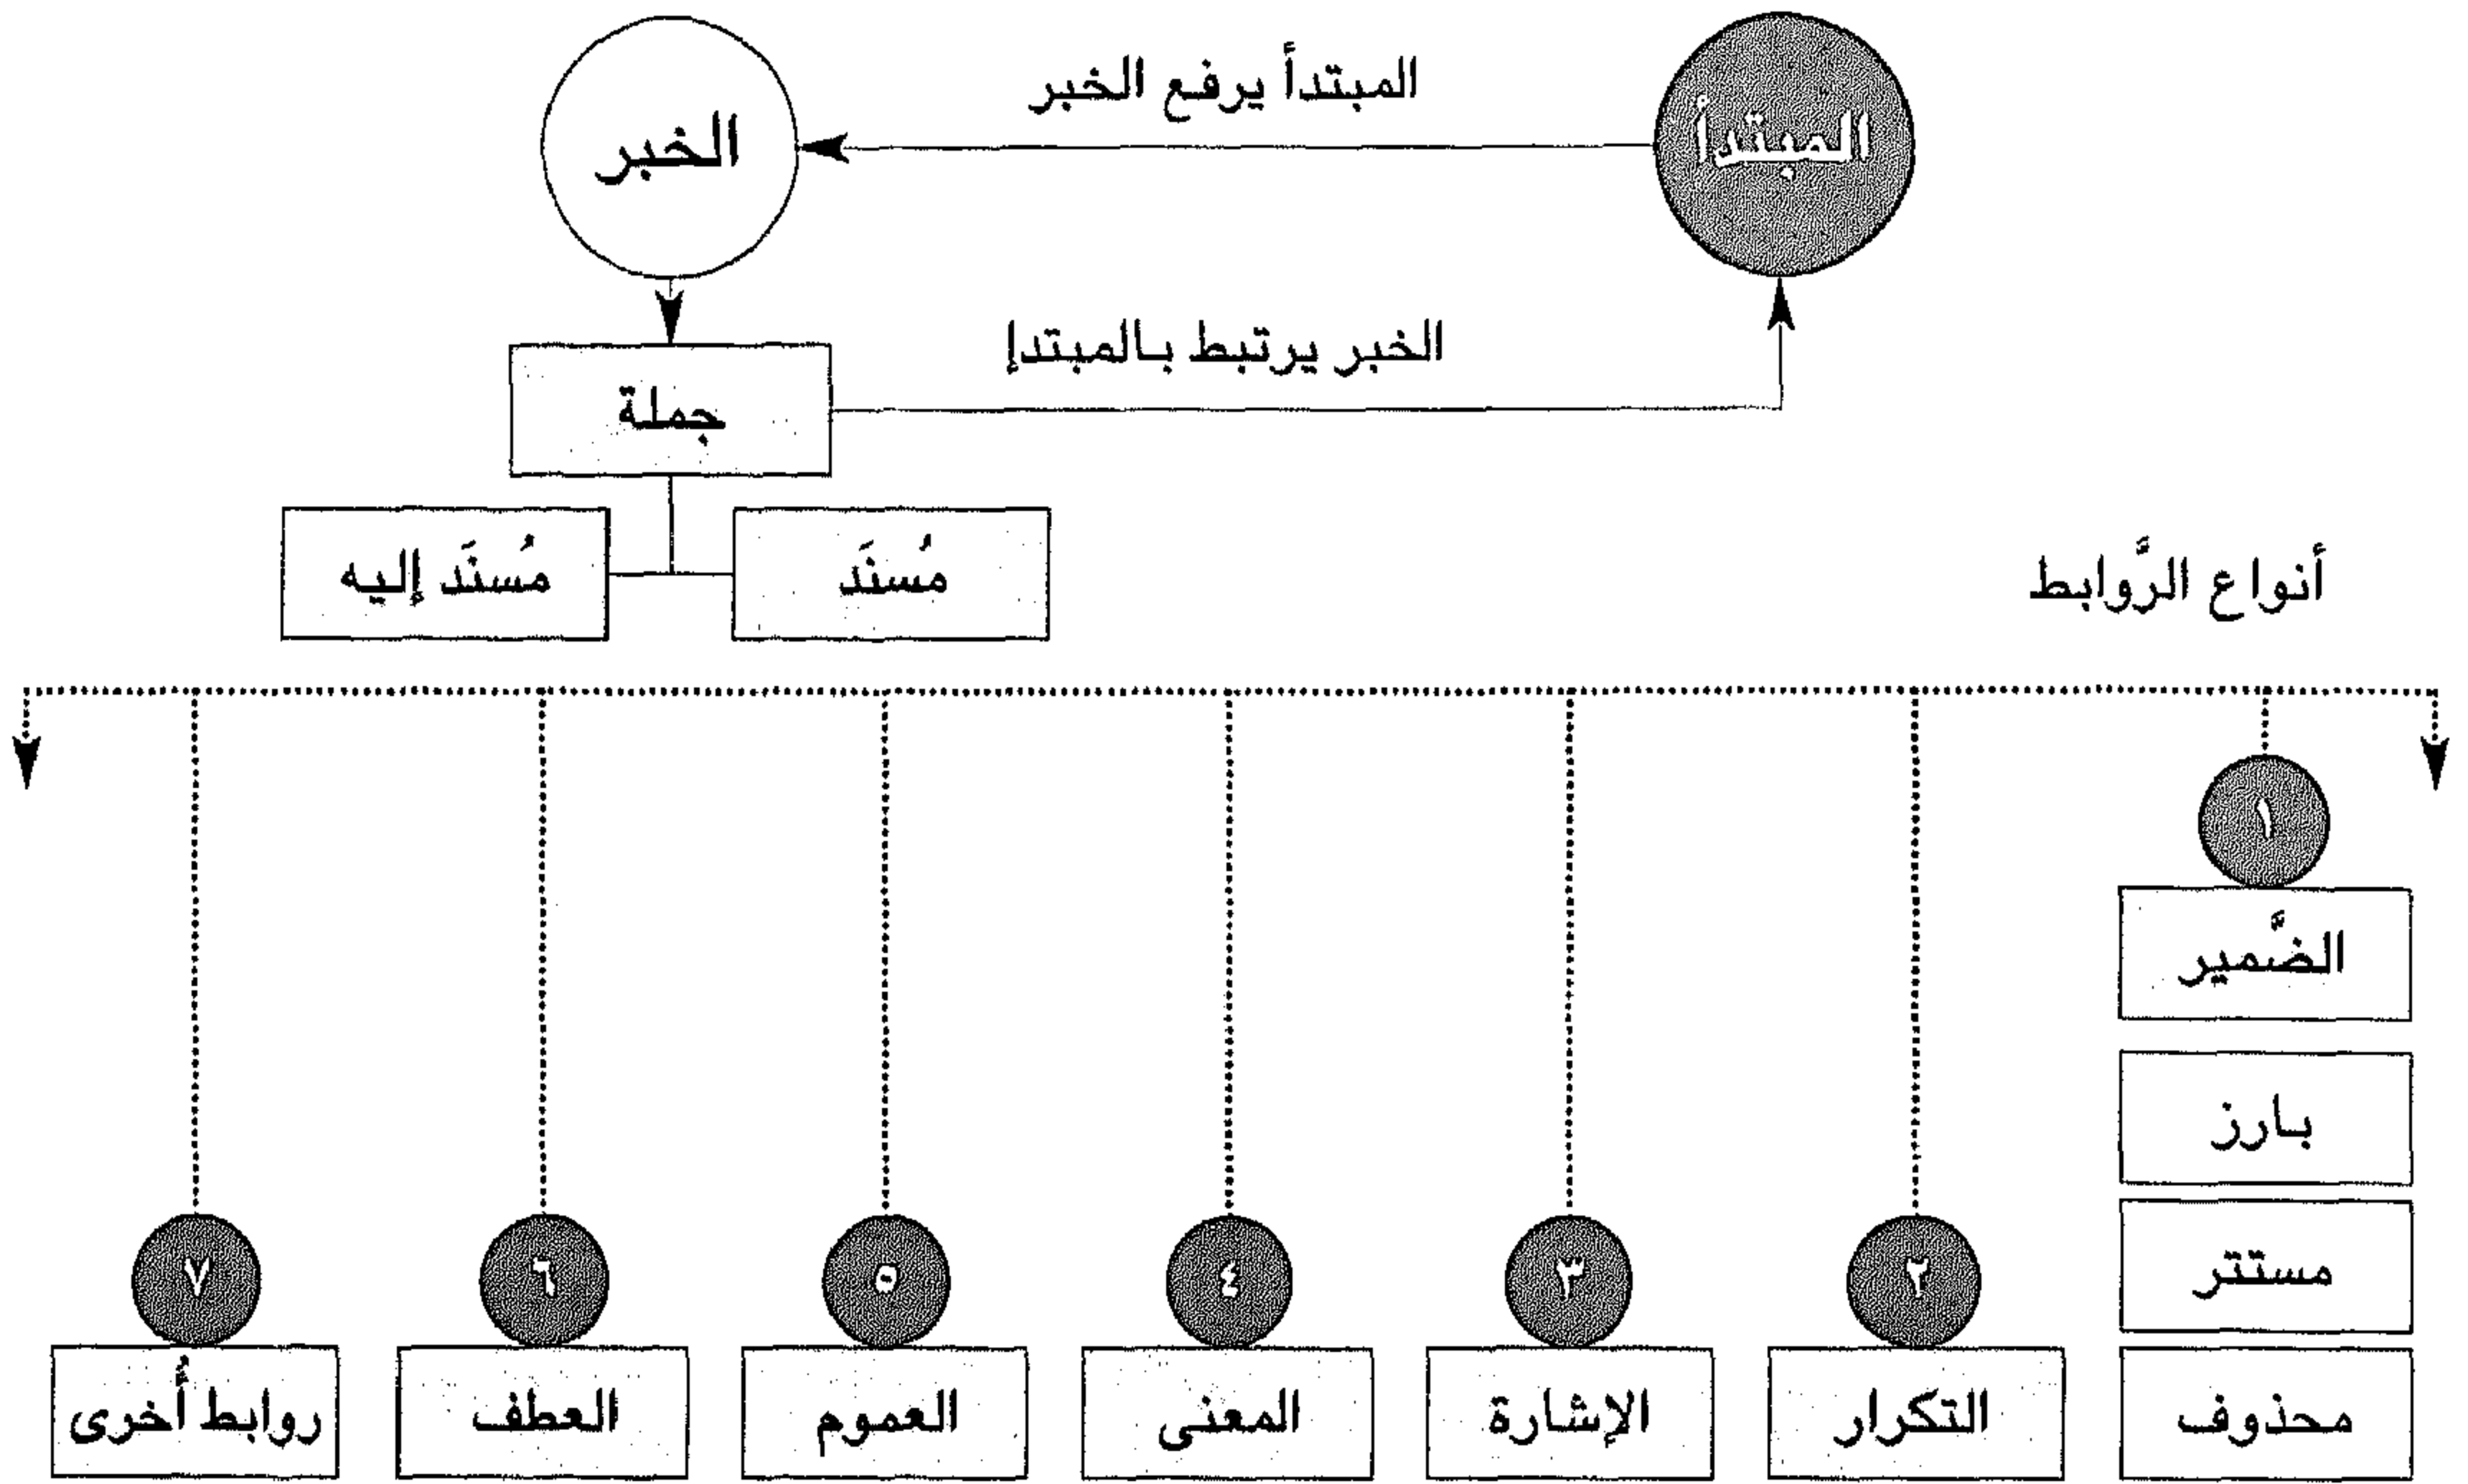 المبتدأ
المبتدأ يرفع الخبر
الخبر
الخبر يرتبط بالمبتدإ
جملة
مُسنَد
مُسنَد إليه
أنواع الرَّوابط
١
الضَّمير
بارز
مستتر
محذوف
٢
التكرار
٣
الإشارة
٤
المعنى
٥
العموم
٦
العطف
٧
روابط أُخرى